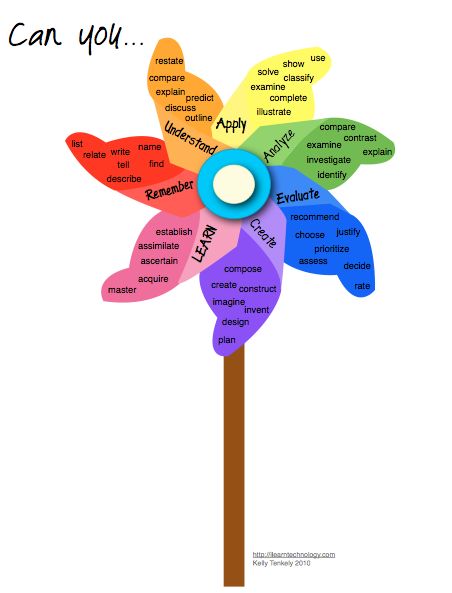 Can you...
restate
compare
explain
predict
discuss
outline
Understand
use
show
solve
classify
examine
complete
illustrate
Apply
compare
contrast
examine
explain
investigate
identify
Analyze
Evaluate
recommend
choose justify
prioritize
assess
decide
rate
Create
compose
create construct
imagine
invent
design
plan
LEARN
establish
assimilate
ascertain
acquire
master
Remember
list
relate write name
tell find
describe
http://ilearntechnology.com
Kelly Tenkely 2010